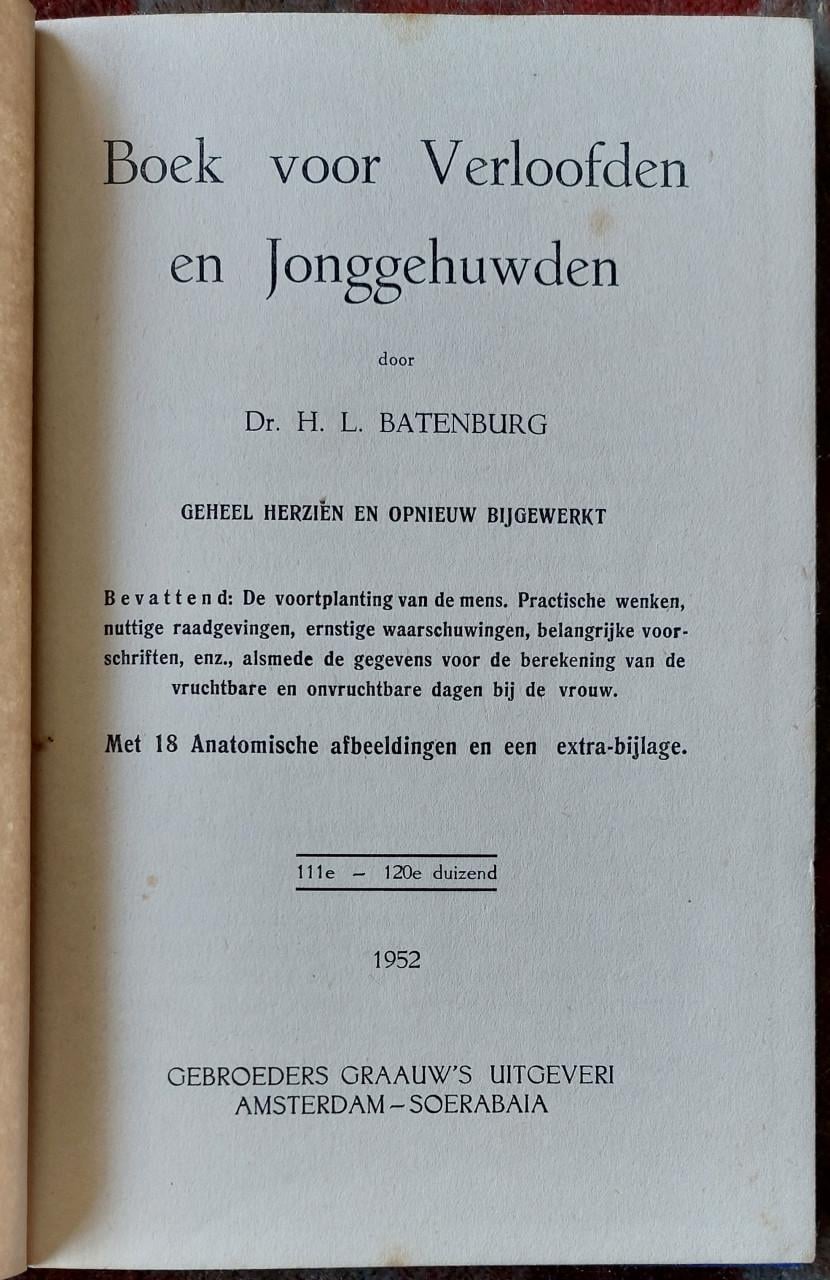 Boek voor Verloofden
en Jonggehuwden
door
Dr. H. L. BATENBURG
GEHEEL HERZIËN EN OPNIEUW BIJGEWERKT
Bevattend: De voortplanting van de mens. Practische wenken,
nuttige raadgevingen, ernstige waarschuwingen, belangrijke voor-
schriften, enz., alsmede de gegevens voor de berekening van de
vruchtbare en onvruchtbare dagen bij de vrouw.
Met 18 Anatomische afbeeldingen en een extra-bijlage.
111e — 120e duizend
1952
GEBROEDERS GRAAUW'S UITGEVERI
AMSTERDAM – SOERABAIA